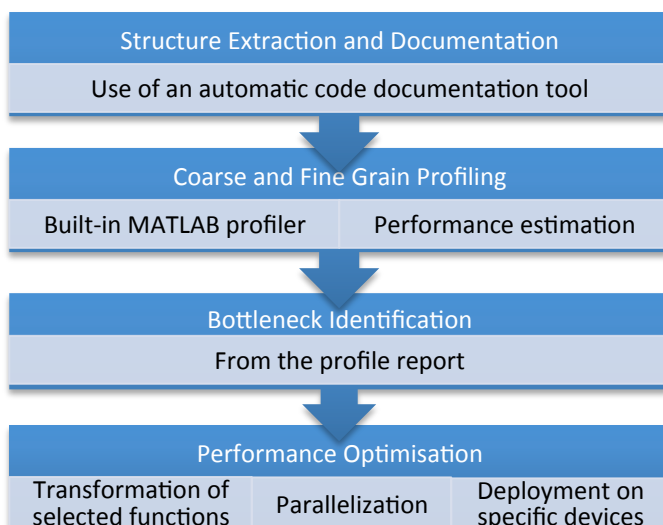 Structure Extraction and Documentation
Use of an automatic code documentation tool
Coarse and Fine Grain Profiling
Built-in MATLAB profiler
Performance estimation
Bottleneck Identification
From the profile report
Performance Optimisation
Transformation of
selected functions
Parallelization
Deployment on
specific devices